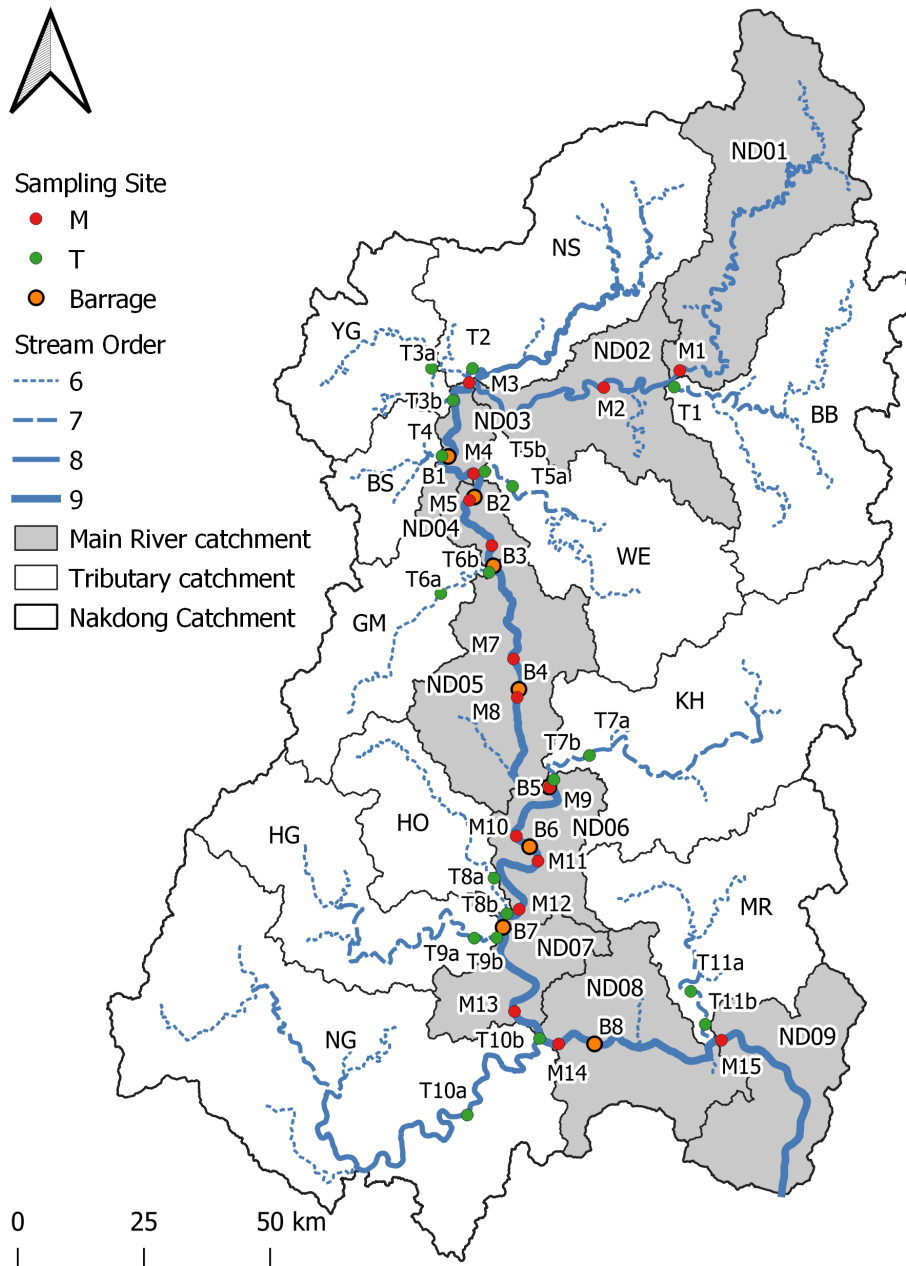 ND01
NS
Sampling Site
M
T
Barrage
Stream Order
6
7
8
9
Main River catchment
Tributary catchment
Nakdong Catchment
YG
T3a
T2
ND02
M1
M3
M2
T1
BB
T3b
ND03
T4
M4
T5b
T5a
BS
B1
B2
M5
ND04
B3
WE
T6b
T6a
GM
M7
B4
ND05
M8
KH
T7a
T7b
B5
M9
HG
HO
M10
B6
ND06
M11
T8a
T8b
M12
MR
B7
T9a
T9b
ND07
T11a
ND08
T11b
M13
B8
ND09
NG
T10b
M14
M15
T10a
0 25 50 km